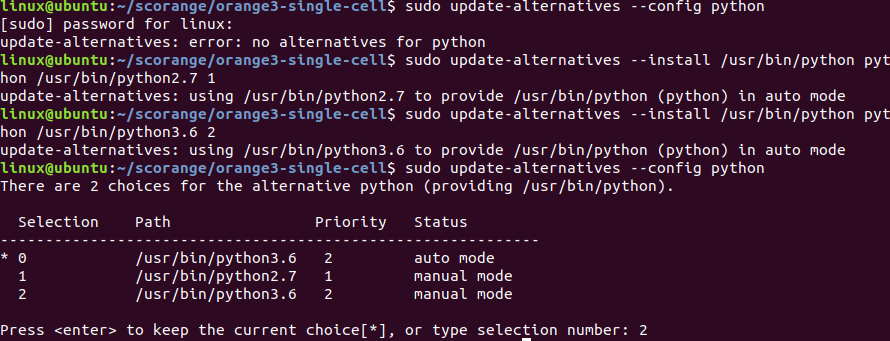 linux@ubuntu:~/scorange/orange3-single-cell$ sudo update-alternatives --config python
[sudo] password for linux:
update-alternatives: error: no alternatives for python
linux@ubuntu:~/scorange/orange3-single-cell$ sudo update-alternatives --install /usr/bin/python pyt
hon /usr/bin/python2.7 1
update-alternatives: using /usr/bin/python2.7 to provide /usr/bin/python (python) in auto mode
linux@ubuntu:~/scorange/orange3-single-cell$ sudo update-alternatives --install /usr/bin/python pyt
hon /usr/bin/python3.6 2
update-alternatives: using /usr/bin/python3.6 to provide /usr/bin/python (python) in auto mode
linux@ubuntu:~/scorange/orange3-single-cell$ sudo update-alternatives --config python
There are 2 choices for the alternative python (providing /usr/bin/python).

  Selection    Path                Priority   Status
------------------------------------------------------------
* 0            /usr/bin/python3.6   2         auto mode
  1            /usr/bin/python2.7   1         manual mode
  2            /usr/bin/python3.6   2         manual mode

Press <enter> to keep the current choice[*], or type selection number: 2